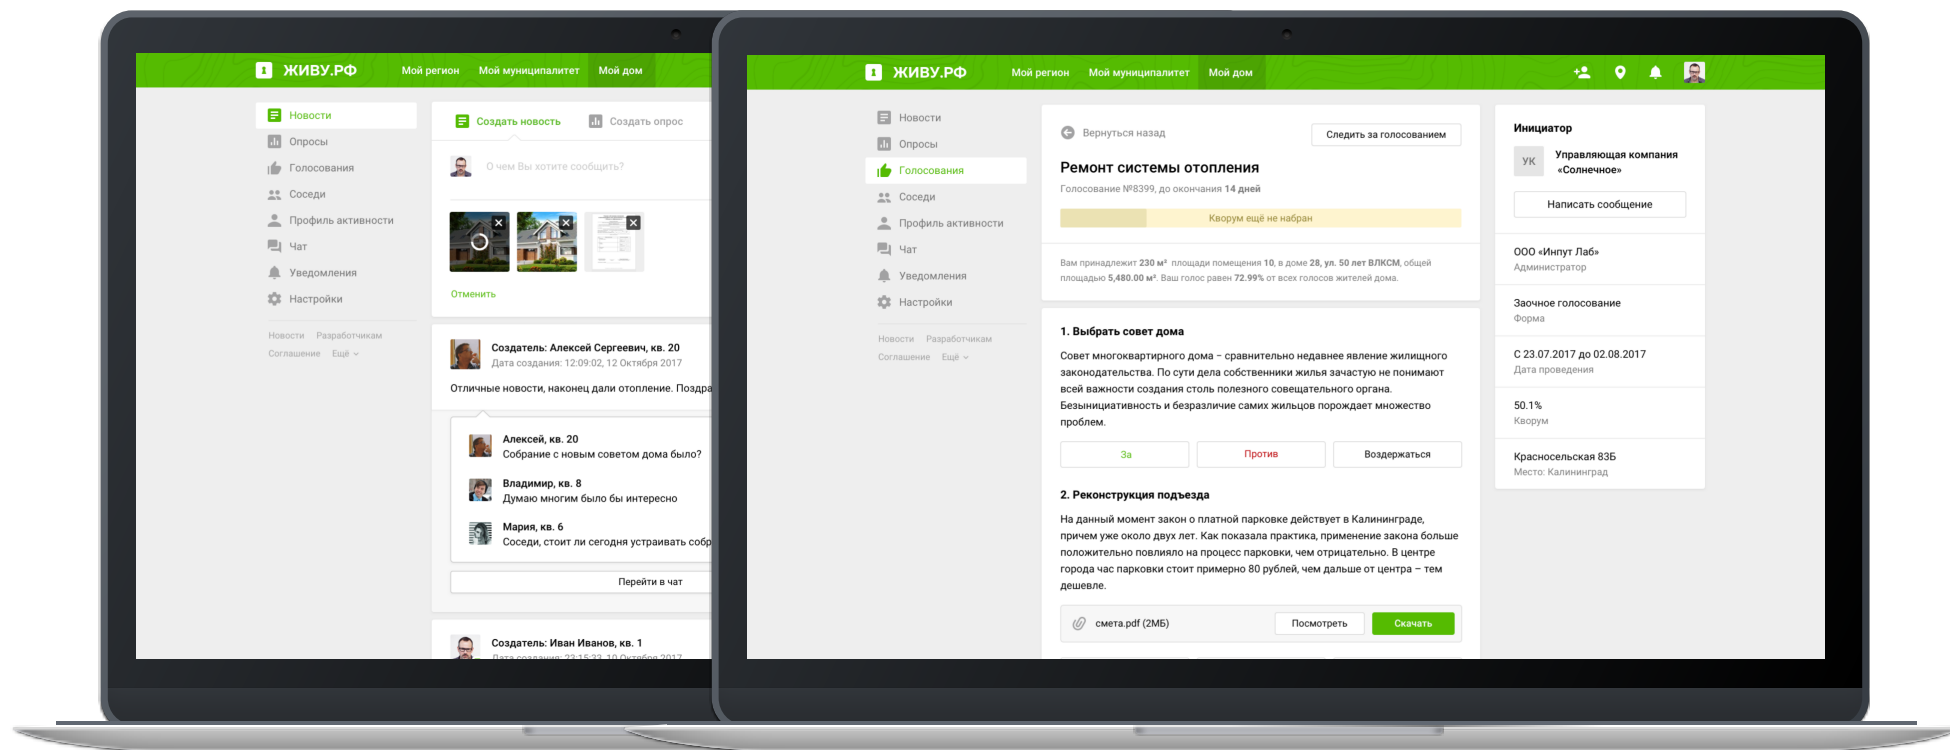 ЖИВУ.РФ
Мой регион Мой муниципалитет Мой дом
Новости
Опросы
Голосования
Соседи
Профиль активности
Чат
Уведомления
Настройки
Новости Разработчикам
Соглашение Ещё
Создать новость Создать опрос
О чем Вы хотите сообщить?
Отменить
Создатель: Алексей Сергеевич, кв. 20
Дата создания: 12:09:02, 12 Октября 2017
Отличные новости, наконец дали отопление. Поздра
Алексей, кв. 20
Собрание с новым советом дома было?
Владимир, кв. 8
Думаю многим было бы интересно
Мария, кв. 6
Соседи, стоит ли сегодня устраивать собр
Перейти в чат
Создатель: Иван Иванов, кв. 1
Дата создания: 23:15:33, 10 Октября 2017
ЖИВУ.РФ
Мой регион Мой муниципалитет Мой дом
Новости
Опросы
Голосования
Соседи
Профиль активности
Чат
Уведомления
Настройки
Новости Разработчикам
Соглашение Ещё
Вернуться назад
Следить за голосованием
Ремонт системы отопления
Голосование №8399, до окончания 14 дней
Кворум ещё не набран
Вам принадлежит 230 м² площади помещения 10, в доме 28, ул. 50 лет ВЛКСМ, общей
площадью 5,480.00 м². Ваш голос равен 72.99% от всех голосов жителей дома.
1. Выбрать совет дома
Совет многоквартирного дома – сравнительно недавнее явление жилищного
законодательства. По сути дела собственники жилья зачастую не понимают
всей важности создания столь полезного совещательного органа.
Безынициативность и безразличие самих жильцов порождает множество
проблем.
За Против Воздержаться
2. Реконструкция подъезда
На данный момент закон о платной парковке действует в Калининграде,
причем уже около двух лет. Как показала практика, применение закона больше
положительно повлияло на процесс парковки, чем отрицательно. В центре
города час парковки стоит примерно 80 рублей, чем дальше от центра – тем
дешевле.
смета.pdf (2МБ) Посмотреть Скачать
Инициатор
УК
Управляющая компания
«Солнечное»
Написать сообщение
ООО «Инпут Лаб»
Администратор
Заочное голосование
Форма
С 23.07.2017 до 02.08.2017
Дата проведения
50.1%
Кворум
Красносельская 83Б
Место: Калининград